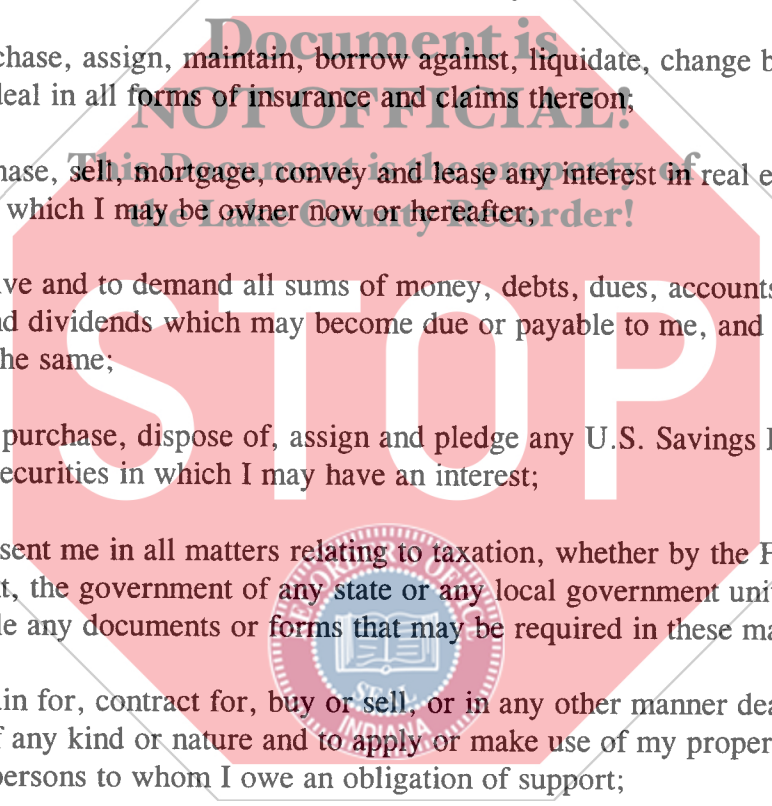 Document is
chase, assign, maintain, borrow against, liquidate, change b
deal in all forms of insurance and claims thereon;
NOT OFFICIAL!
This Document is the property of
hase, sell, mortgage, convey and lease any interest in real e
which I may be owner now or hereafter;
the Lake County Recorder!
ve and to demand all sums of money, debts, dues, accounts
nd dividends which may become due or payable to me, and
he same;
STOP
purchase, dispose of, assign and pledge any U.S. Savings
ecurities in which I may have an interest;
sent me in all matters relating to taxation, whether by the F
t, the government of any state or any local government uni
le any documents or forms that may be required in these ma
SEAL
INDIANA
in for, contract for, buy or sell, or in any other manner dea
f any kind or nature and to apply or make use of my proper
persons to whom I owe an obligation of support;